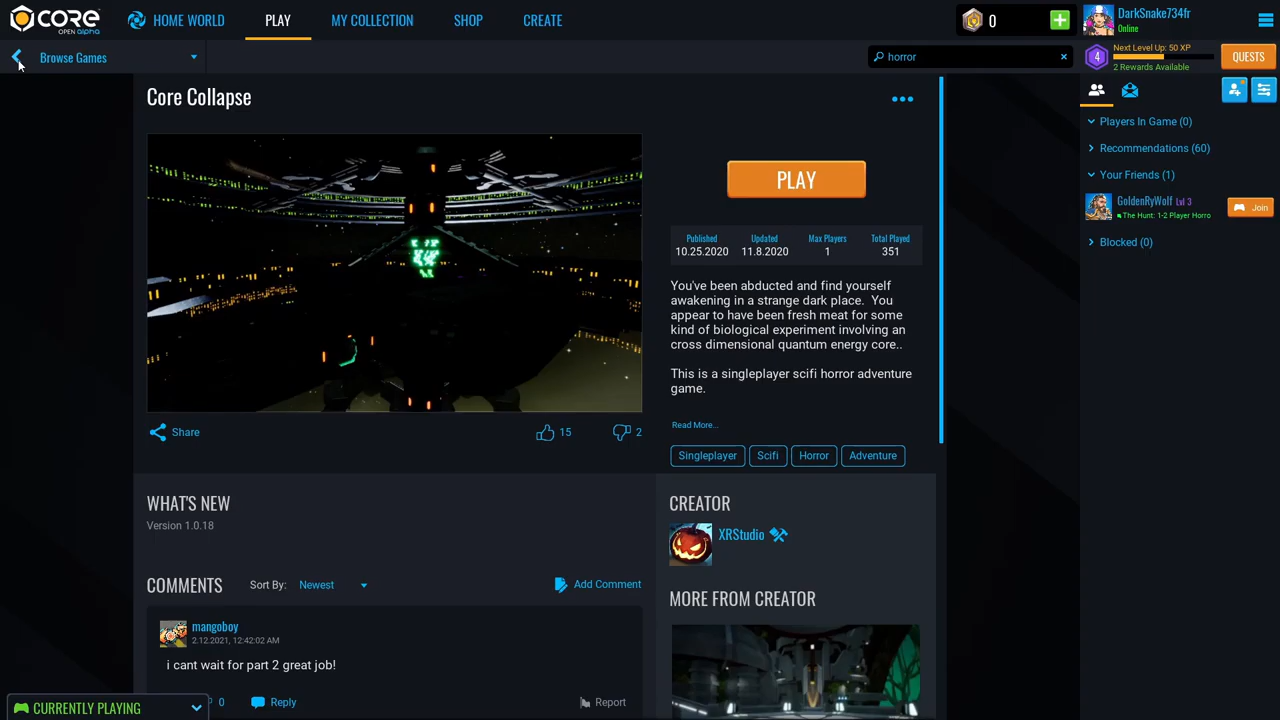 CORE
OPEN alpha
HOME WORLD
PLAY
MY COLLECTION
SHOP
CREATE
0
DarkSnake734fr
Online
Browse Games
horror
4
Next Level Up: 50 XP
2 Rewards Available
QUESTS
Core Collapse
PLAY
Published
10.25.2020
Updated
11.8.2020
Max Players
1
Total Played
351
You've been abducted and find yourself
awakening in a strange dark place. You
appear to have been fresh meat for some
kind of biological experiment involving an
cross dimensional quantum energy core..
This is a singleplayer scifi horror adventure
game.
Read More...
Singleplayer
Scifi
Horror
Adventure
Share
15
2
WHAT'S NEW
Version 1.0.18
COMMENTS
Sort By:
Newest
Add Comment
mangoboy
2.12.2021, 12:42:02 AM
i cant wait for part 2 great job!
0
Reply
Report
CREATOR
XRStudio
MORE FROM CREATOR
Players In Game (0)
Recommendations (60)
Your Friends (1)
GoldenRyWolf Lvl 3
The Hunt: 1-2 Player Horro
Join
Blocked (0)
CURRENTLY PLAYING